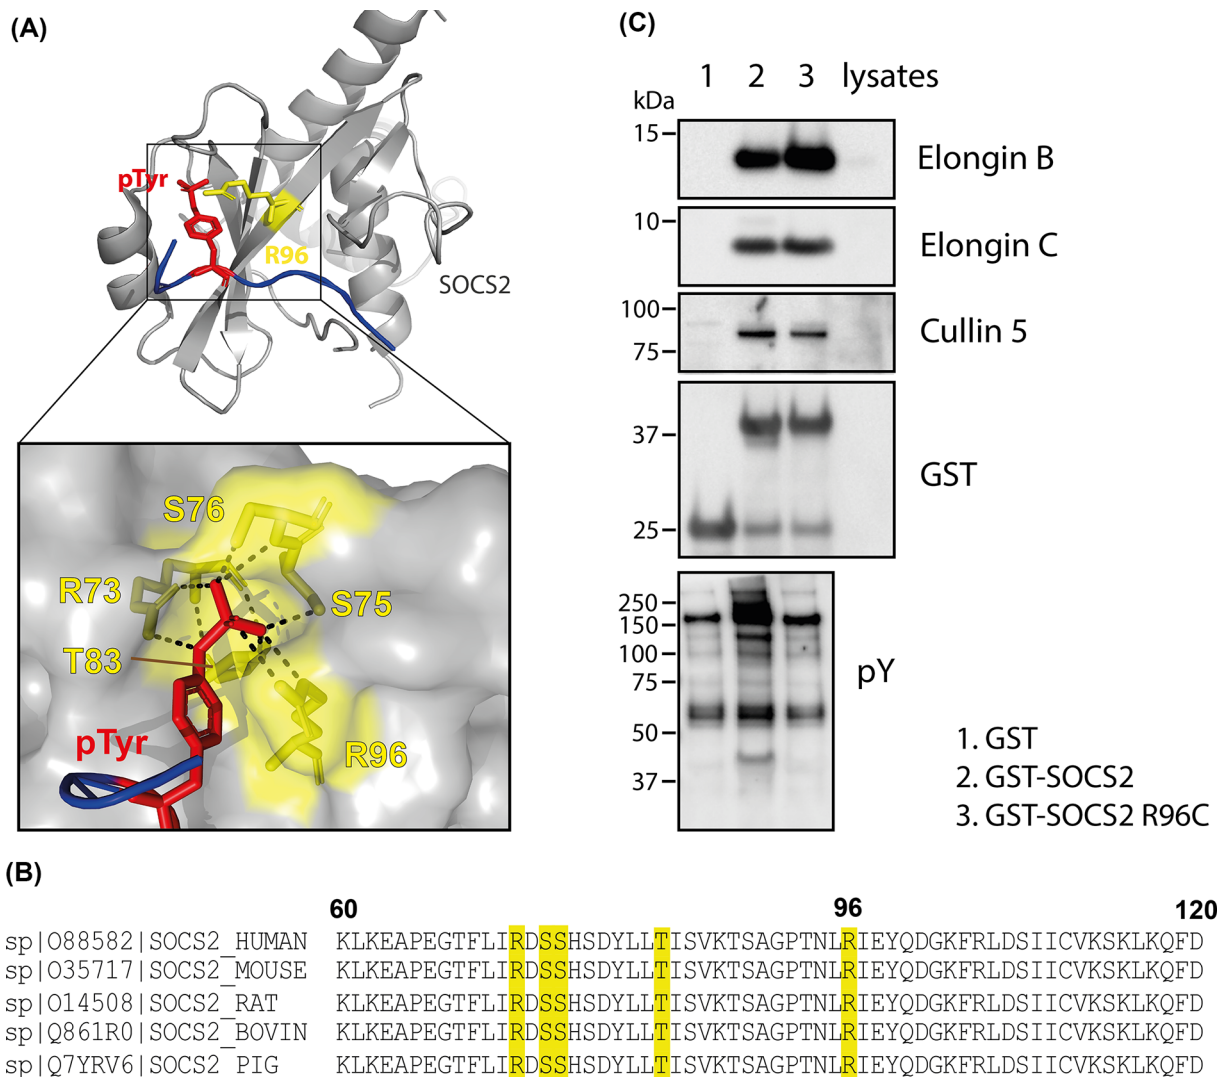 (A)
pTyr
R96
SOCS2
S76
R73
S75
T83
R96
pTyr
(C)
1 2 3 lysates
kDa
15
Elongin B
10
Elongin C
100
Cullin 5
75
37
GST
25
250
150
100
75
pY
50
37
1. GST
2. GST-SOCS2
3. GST-SOCS2 R96C
(B)
60 96 120
sp|O88582|SOCS2_HUMAN KLKEAPEGTFLIRDSSHSDYLLTISVKTSAGPTNLRIEYQDGKFRLDSIICVKSKLKQFD
sp|O35717|SOCS2_MOUSE KLKEAPEGTFLIRDSSHSDYLLTISVKTSAGPTNLRIEYQDGKFRLDSIICVKSKLKQFD
sp|O14508|SOCS2_RAT KLKEAPEGTFLIRDSSHSDYLLTISVKTSAGPTNLRIEYQDGKFRLDSIICVKSKLKQFD
sp|Q861R0|SOCS2_BOVIN KLKEAPEGTFLIRDSSHSDYLLTISVKTSAGPTNLRIEYQDGKFRLDSIICVKSKLKQFD
sp|Q7YRV6|SOCS2_PIG KLKEAPEGTFLIRDSSHSDYLLTISVKTSAGPTNLRIEYQDGKFRLDSIICVKSKLKQFD